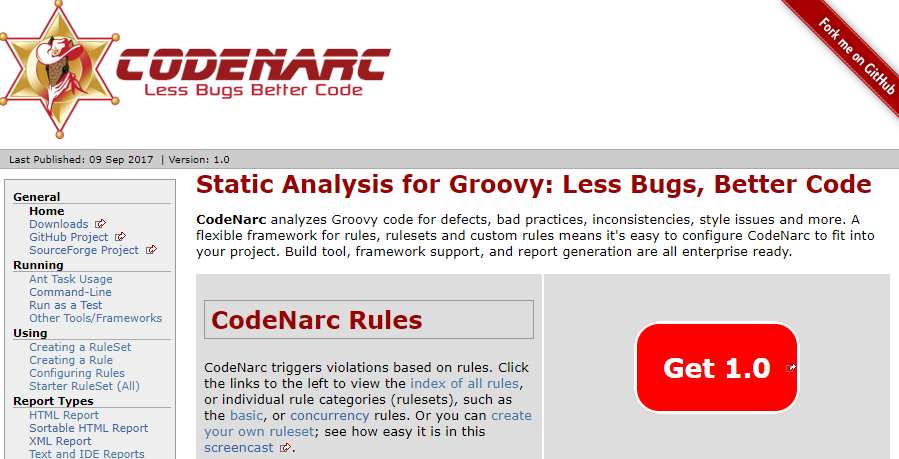 CODENARC
Less Bugs Better Code
Fork me on GitHub
Last Published: 09 Sep 2017 | Version: 1.0
General
Home
Downloads
GitHub Project
SourceForge Project
Running
Ant Task Usage
Command-Line
Run as a Test
Other Tools/Frameworks
Using
Creating a RuleSet
Creating a Rule
Configuring Rules
Starter RuleSet (All)
Report Types
HTML Report
Sortable HTML Report
XML Report
Text and IDE Reports
Static Analysis for Groovy: Less Bugs, Better Code
CodeNarc analyzes Groovy code for defects, bad practices, inconsistencies, style issues and more. A
flexible framework for rules, rulesets and custom rules means it's easy to configure CodeNarc to fit into
your project. Build tool, framework support, and report generation are all enterprise ready.
CodeNarc Rules
CodeNarc triggers violations based on rules. Click
the links to the left to view the index of all rules,
or individual rule categories (rulesets), such as
the basic, or concurrency rules. Or you can create
your own ruleset; see how easy it is in this
screencast .
Get 1.0